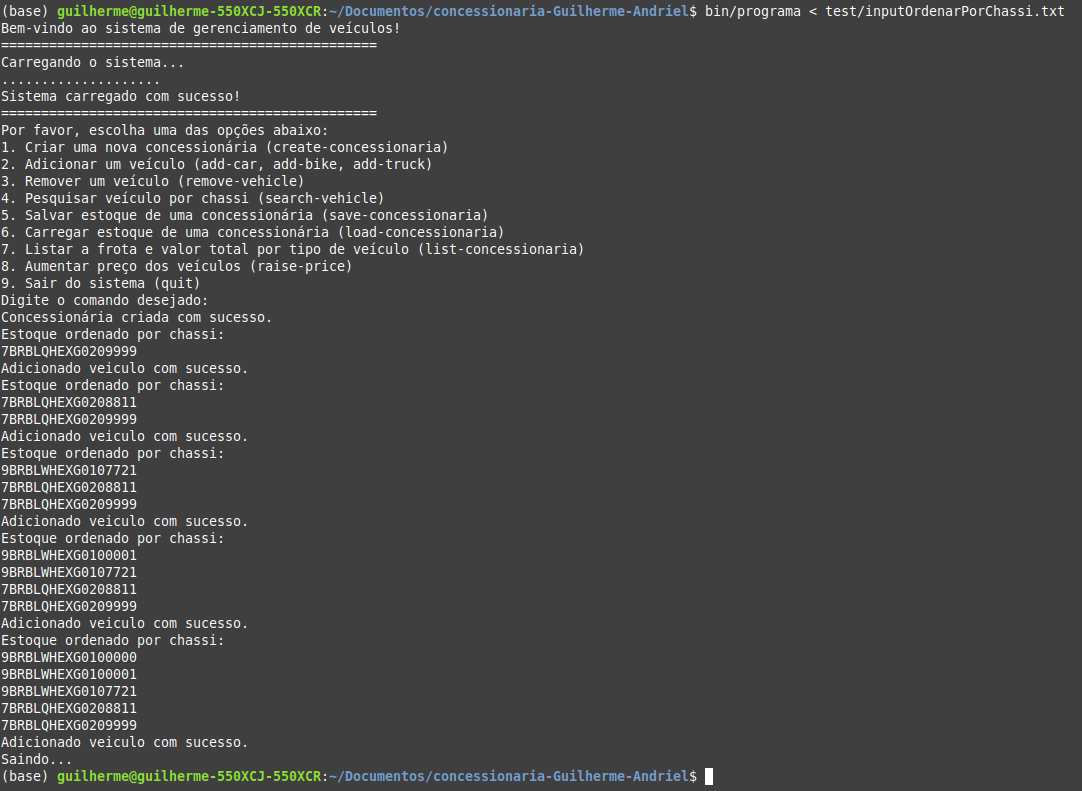 (base) guilherme@guilherme-550XCJ-550XCR:~/Documentos/concessionaria-Guilherme-Andriel$ bin/programa < test/inputOrdenarPorChassi.txt
Bem-vindo ao sistema de gerenciamento de veículos!
===============================================
Carregando o sistema...
....................
Sistema carregado com sucesso!
===============================================
Por favor, escolha uma das opções abaixo:
1. Criar uma nova concessionária (create-concessionaria)
2. Adicionar um veículo (add-car, add-bike, add-truck)
3. Remover um veículo (remove-vehicle)
4. Pesquisar veículo por chassi (search-vehicle)
5. Salvar estoque de uma concessionária (save-concessionaria)
6. Carregar estoque de uma concessionária (load-concessionaria)
7. Listar a frota e valor total por tipo de veículo (list-concessionaria)
8. Aumentar preço dos veículos (raise-price)
9. Sair do sistema (quit)
Digite o comando desejado:
Concessionária criada com sucesso.
Estoque ordenado por chassi:
7BRBLQHEXG0209999
Adicionado veiculo com sucesso.
Estoque ordenado por chassi:
7BRBLQHEXG0208811
7BRBLQHEXG0209999
Adicionado veiculo com sucesso.
Estoque ordenado por chassi:
9BRBLWHEXG0107721
7BRBLQHEXG0208811
7BRBLQHEXG0209999
Adicionado veiculo com sucesso.
Estoque ordenado por chassi:
9BRBLWHEXG0100001
9BRBLWHEXG0107721
7BRBLQHEXG0208811
7BRBLQHEXG0209999
Adicionado veiculo com sucesso.
Estoque ordenado por chassi:
9BRBLWHEXG0100000
9BRBLWHEXG0100001
9BRBLWHEXG0107721
7BRBLQHEXG0208811
7BRBLQHEXG0209999
Adicionado veiculo com sucesso.
Saindo...
(base) guilherme@guilherme-550XCJ-550XCR:~/Documentos/concessionaria-Guilherme-Andriel$